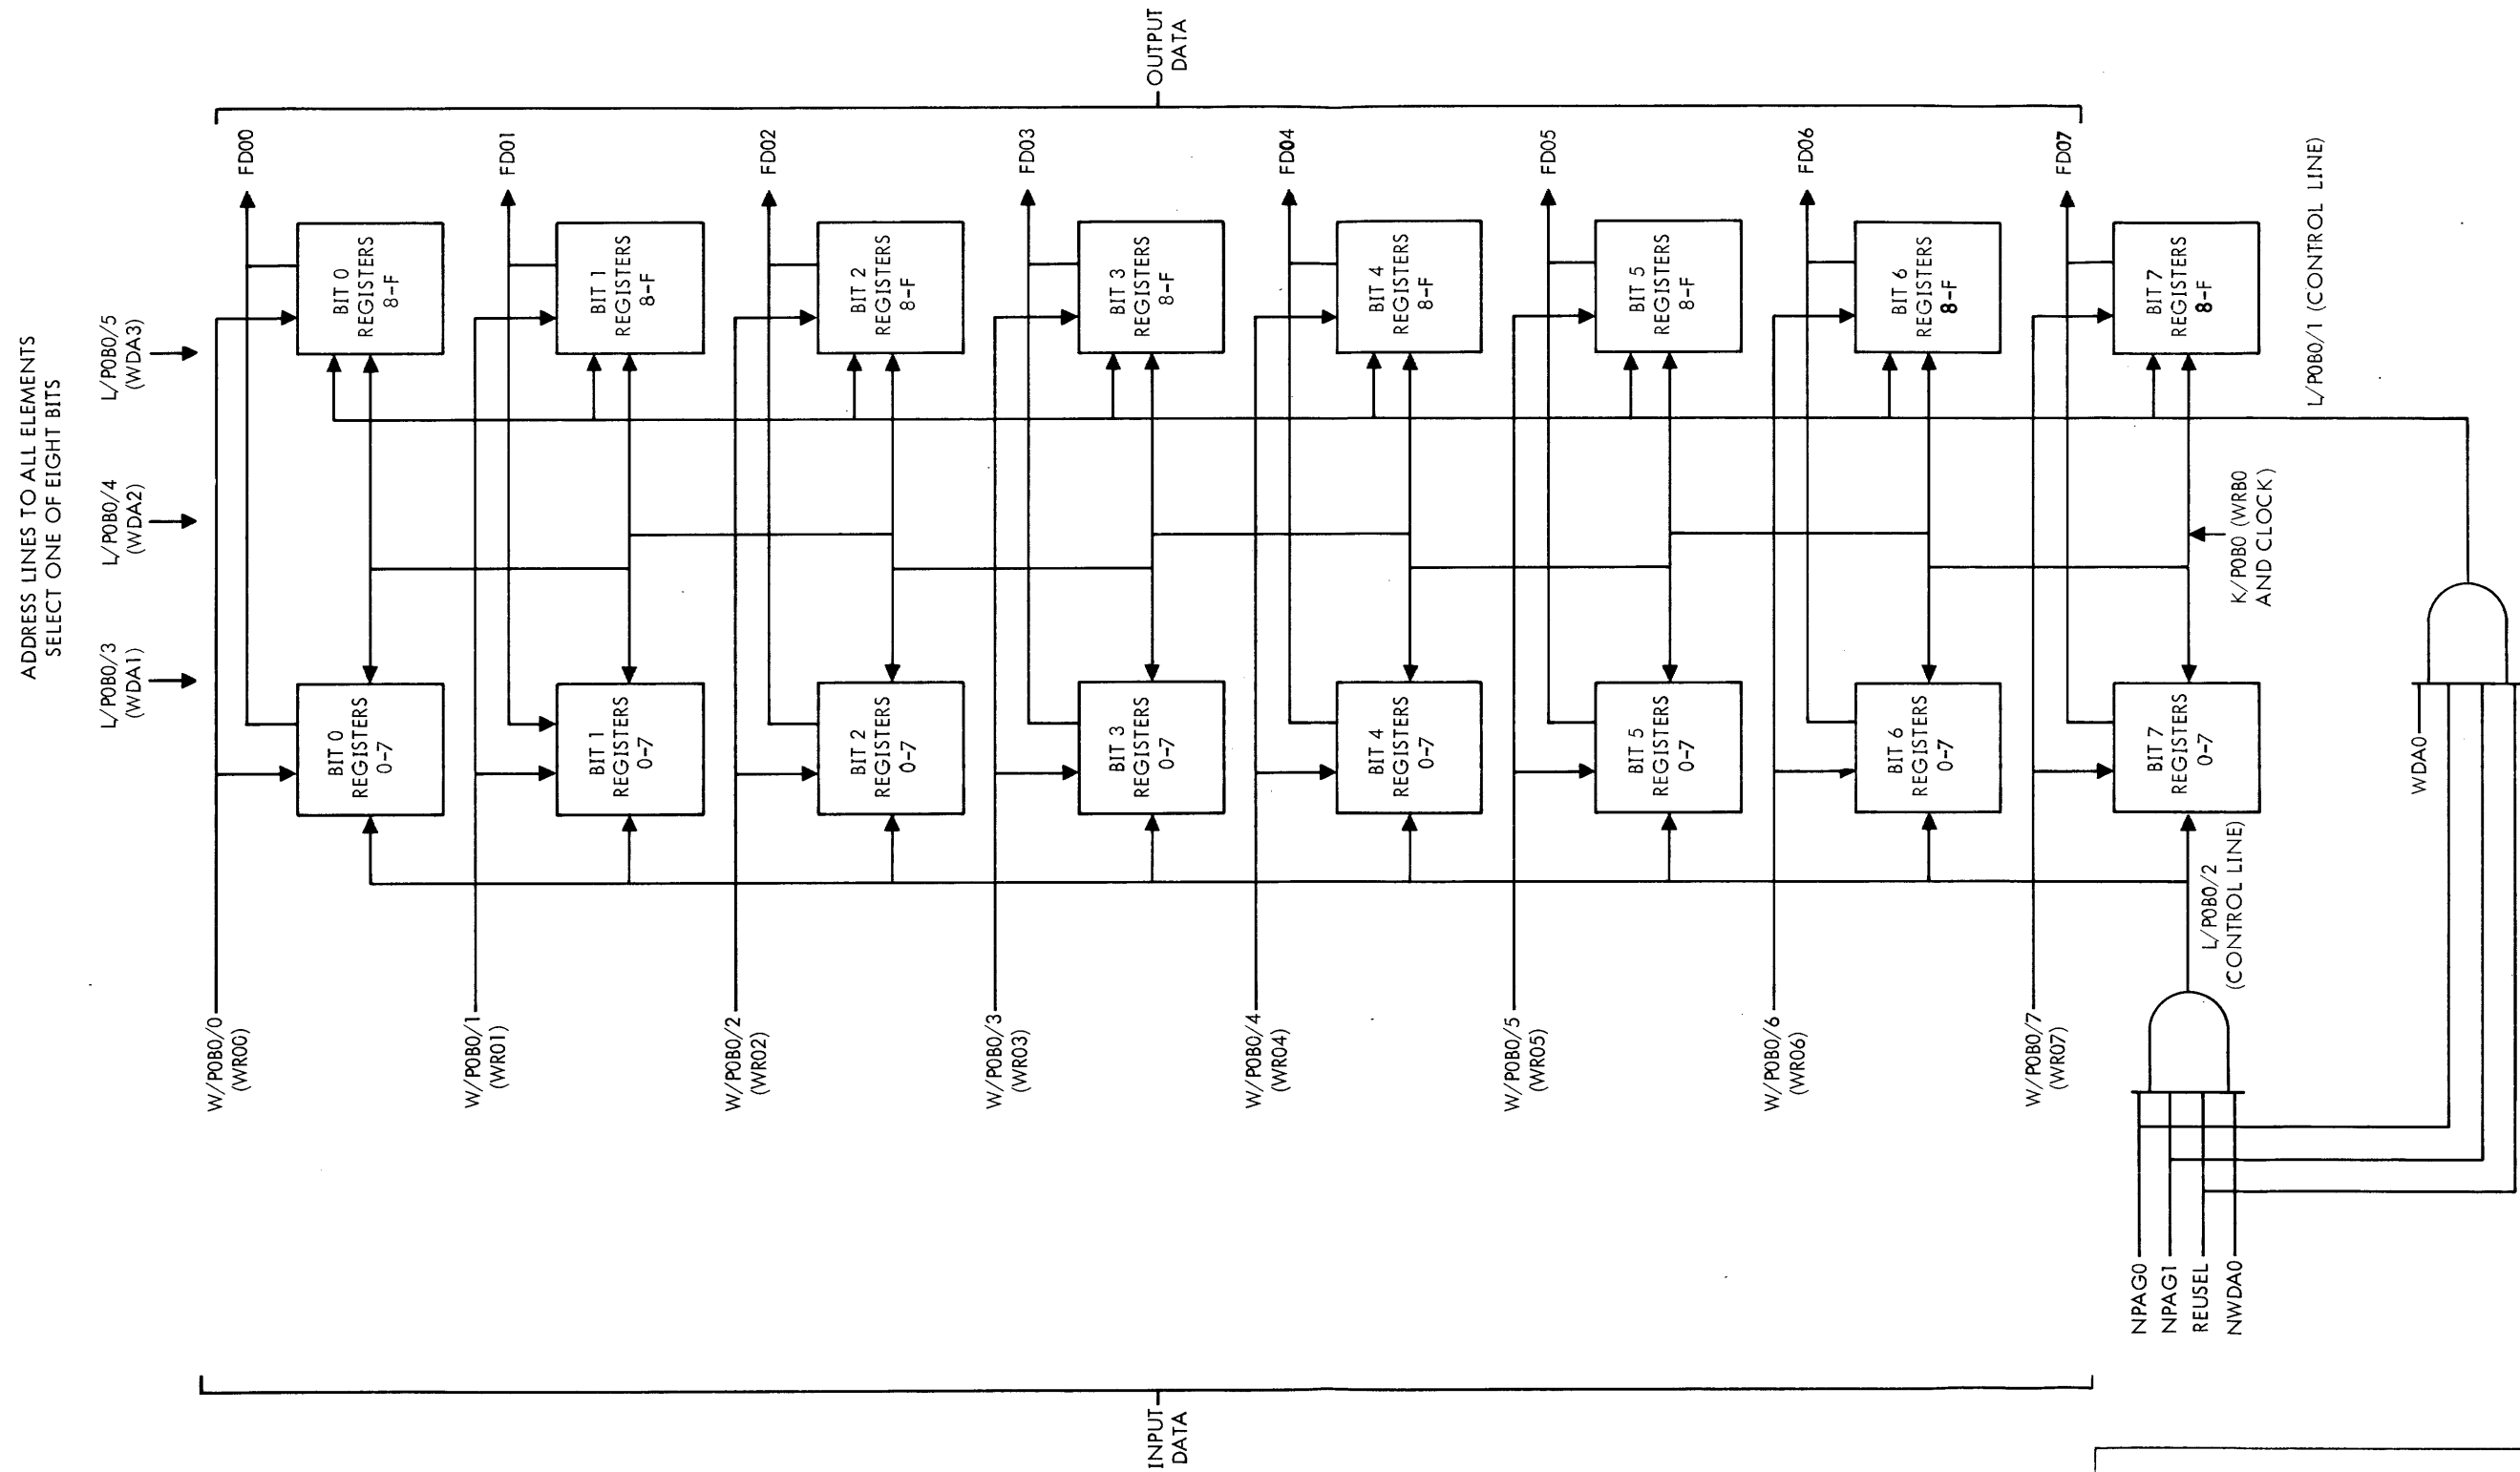 ADDRESS LINES TO ALL ELEMENTS
SELECT ONE OF EIGHT BITS
L/P0B0/3
(WDA1)
L/P0B0/4
(WDA2)
L/P0B0/5
(WDA3)
W/P0B0/0
(WR00)
BIT 0
REGISTERS
0-7
BIT 0
REGISTERS
8-F
FD00
W/P0B0/1
(WR01)
BIT 1
REGISTERS
0-7
BIT 1
REGISTERS
8-F
FD01
W/P0B0/2
(WR02)
BIT 2
REGISTERS
0-7
BIT 2
REGISTERS
8-F
FD02
W/P0B0/3
(WR03)
BIT 3
REGISTERS
0-7
BIT 3
REGISTERS
8-F
FD03
INPUT
DATA
OUTPUT
DATA
W/P0B0/4
(WR04)
BIT 4
REGISTERS
0-7
BIT 4
REGISTERS
8-F
FD04
W/P0B0/5
(WR05)
BIT 5
REGISTERS
0-7
BIT 5
REGISTERS
8-F
FD05
W/P0B0/6
(WR06)
BIT 6
REGISTERS
0-7
BIT 6
REGISTERS
8-F
FD06
W/P0B0/7
(WR07)
BIT 7
REGISTERS
0-7
BIT 7
REGISTERS
8-F
FD07
NPAG0
NPAG1
REUSEL
NWDA0
L/P0B0/2
(CONTROL LINE)
K/P0B0 (WRB0
AND CLOCK)
L/P0B0/1 (CONTROL LINE)
WDA0